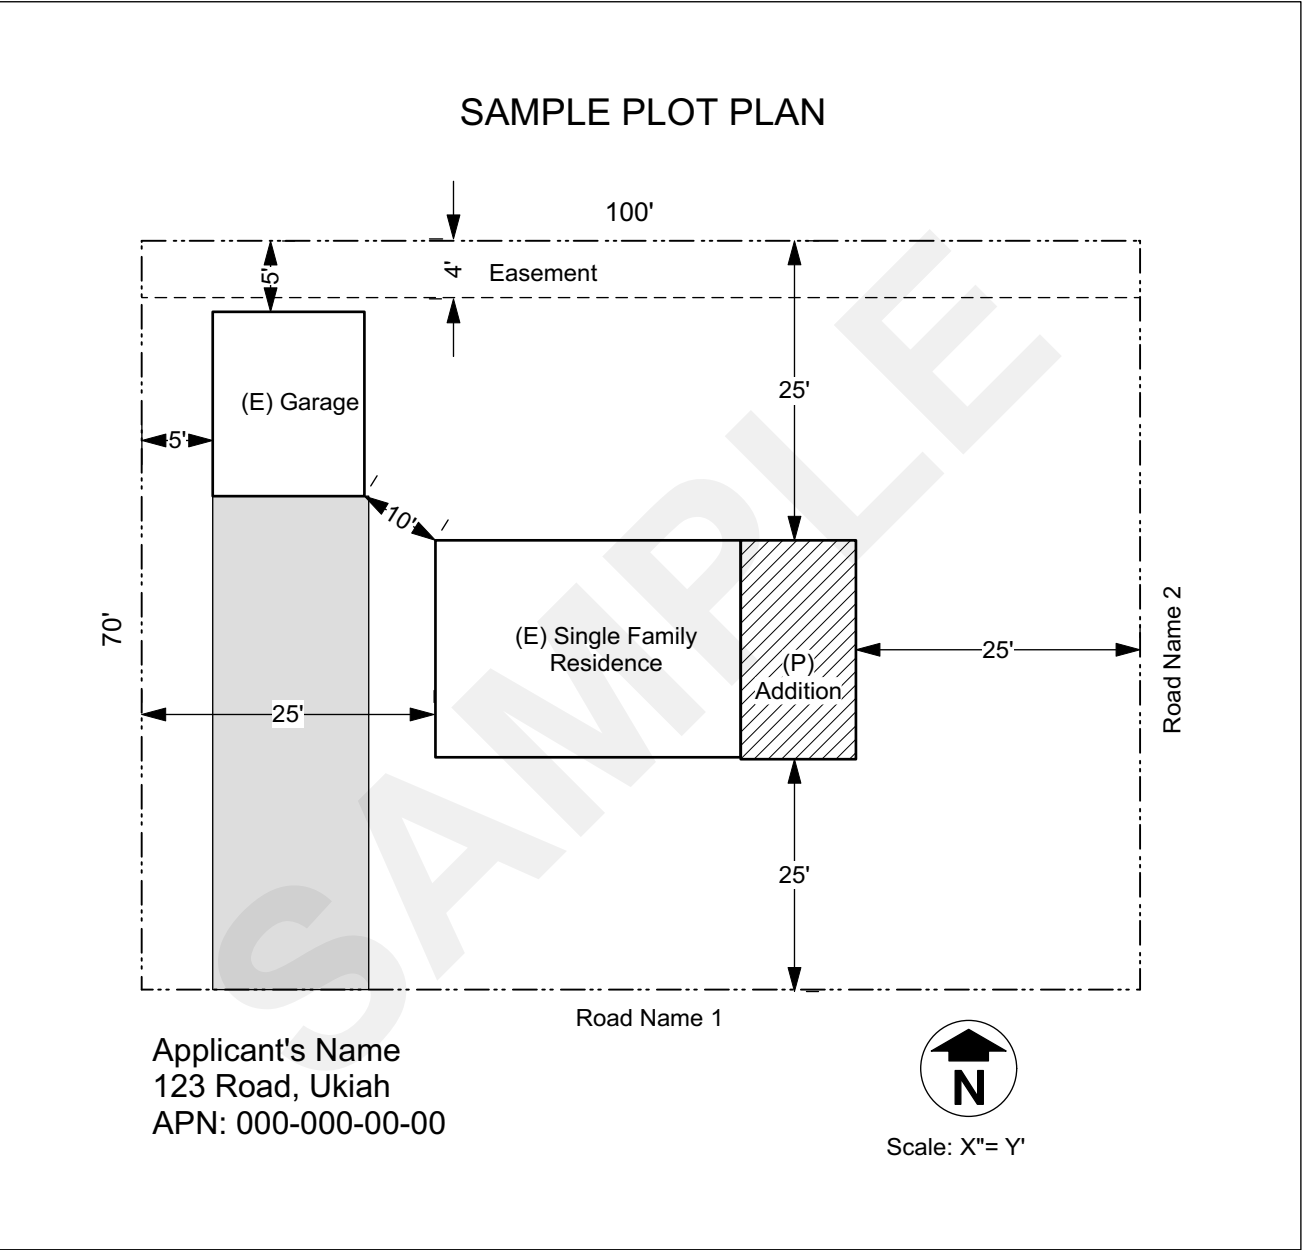 SAMPLE PLOT PLAN
100'
5'
4'
Easement
25'
(E) Garage
5'
10'
70'
(E) Single Family
Residence
(P)
Addition
25'
Road Name 2
25'
25'
Road Name 1
Applicant's Name
123 Road, Ukiah
APN: 000-000-00-00
N
Scale: X"= Y'
SAMPLE